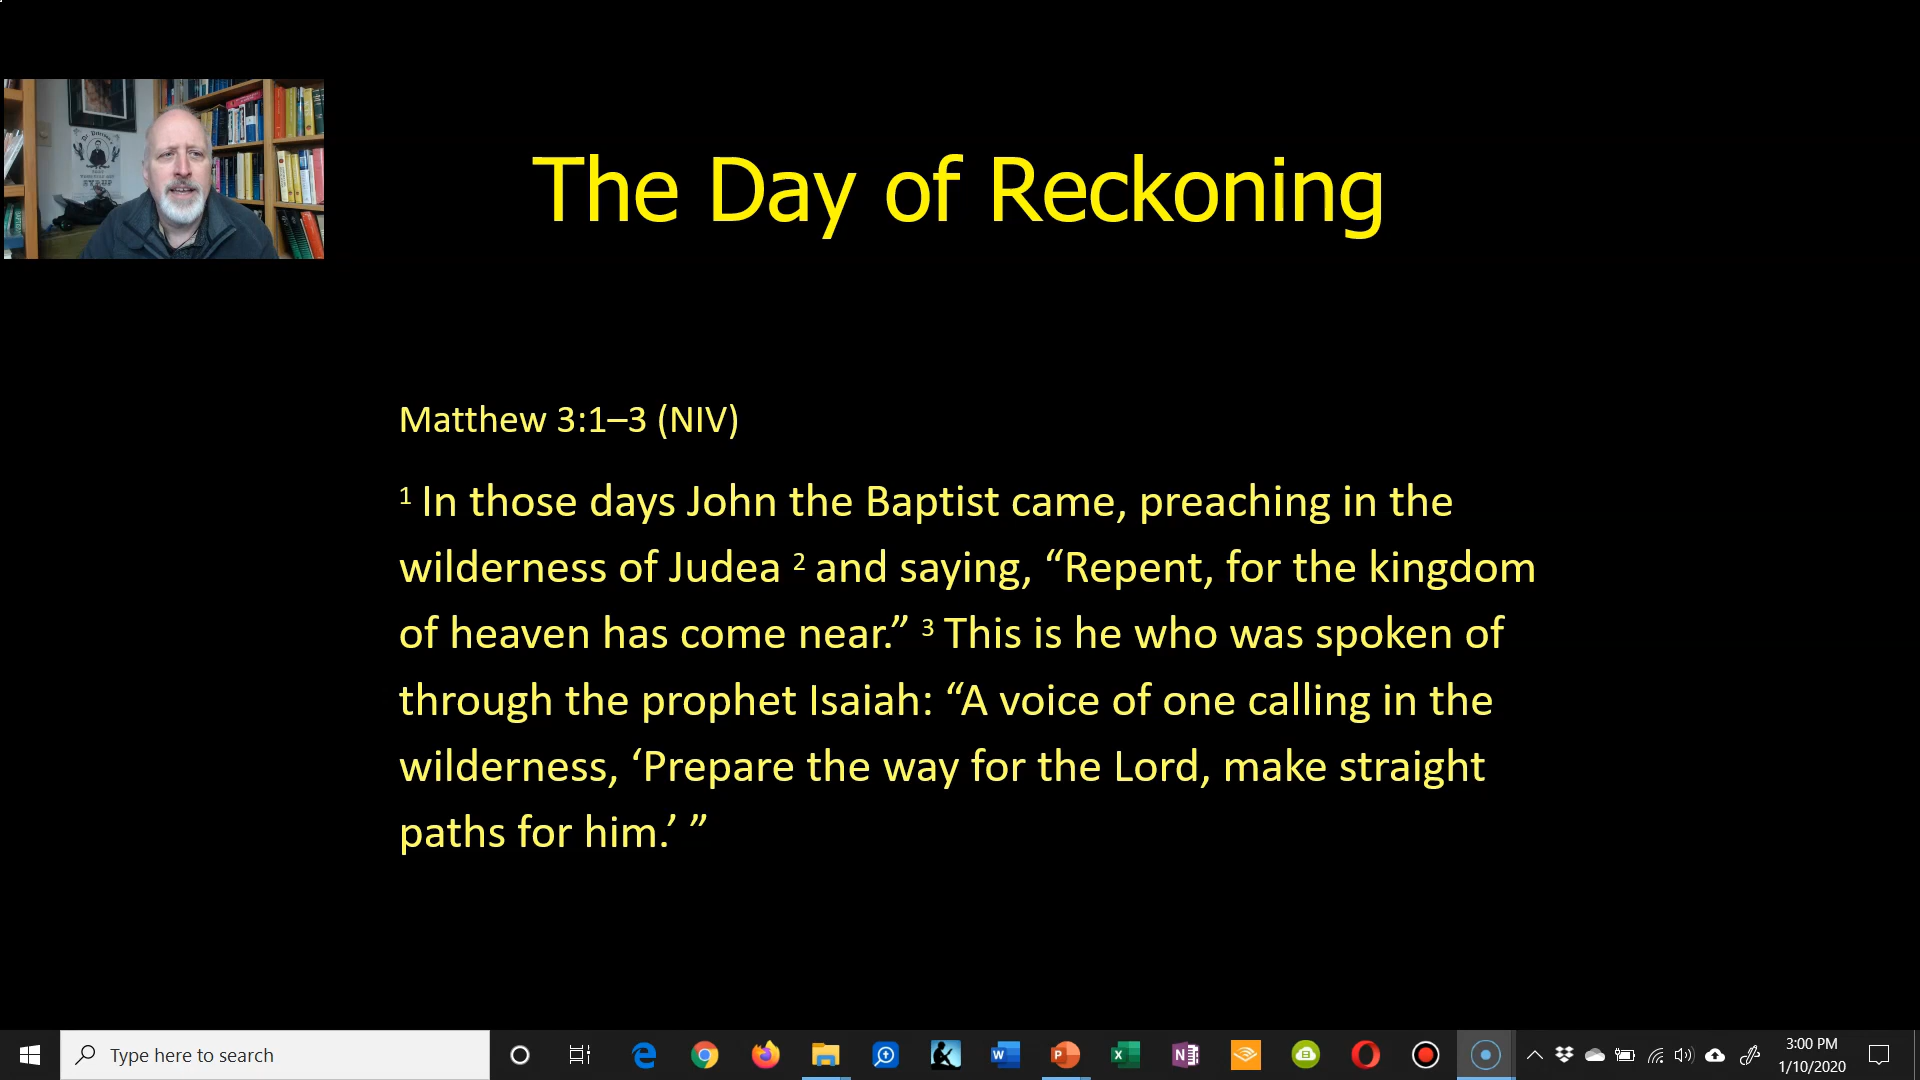 The Day of Reckoning
Matthew 3:1–3 (NIV)
1 In those days John the Baptist came, preaching in the
wilderness of Judea 2 and saying, “Repent, for the kingdom
of heaven has come near.” 3 This is he who was spoken of
through the prophet Isaiah: “A voice of one calling in the
wilderness, ‘Prepare the way for the Lord, make straight
paths for him.’ ”
Type here to search
3:00 PM
1/10/2020